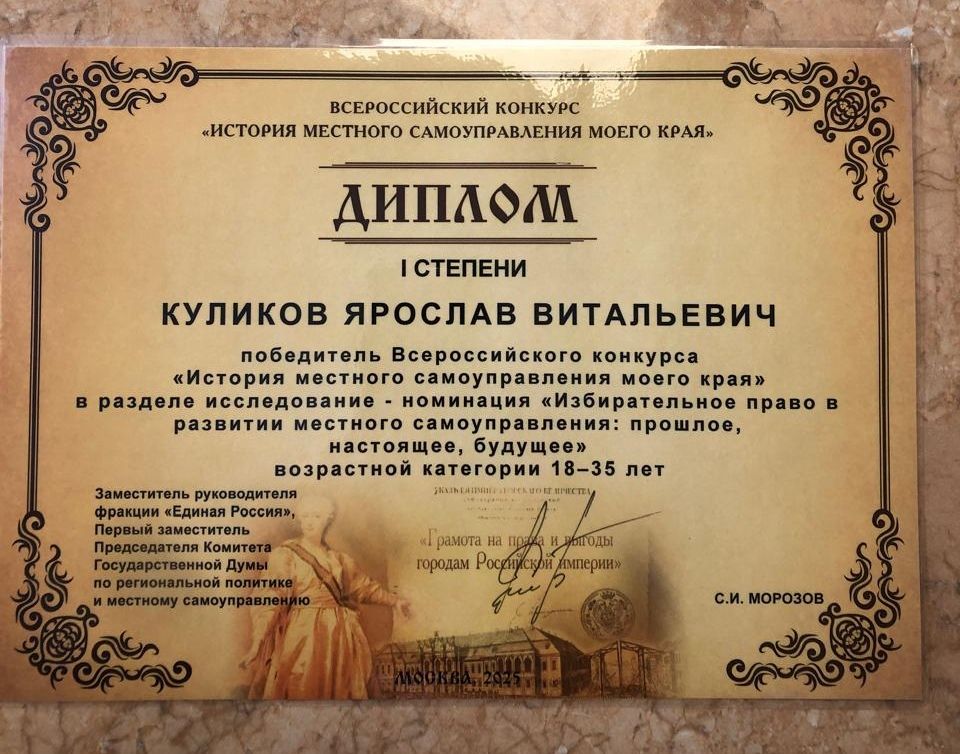 ВСЕРОССИЙСКИЙ КОНКУРС
«ИСТОРИЯ МЕСТНОГО САМОУПРАВЛЕНИЯ МОЕГО КРАЯ»
ДИПЛОМ
I СТЕПЕНИ
КУЛИКОВ ЯРОСЛАВ ВИТАЛЬЕВИЧ
победитель Всероссийского конкурса
«История местного самоуправления моего края»
в разделе исследование - номинация «Избирательное право в
развитии местного самоуправления: прошлое,
настоящее, будущее»
возрастной категории 18–35 лет
Заместитель руководителя
фракции «Единая Россия»,
Первый заместитель
Председателя Комитета
Государственной Думы
по региональной политике
и местному самоуправлению
«Грамота на права и выгоды
городам Российской империи»
С.И. МОРОЗОВ
МОСКВА, 2025